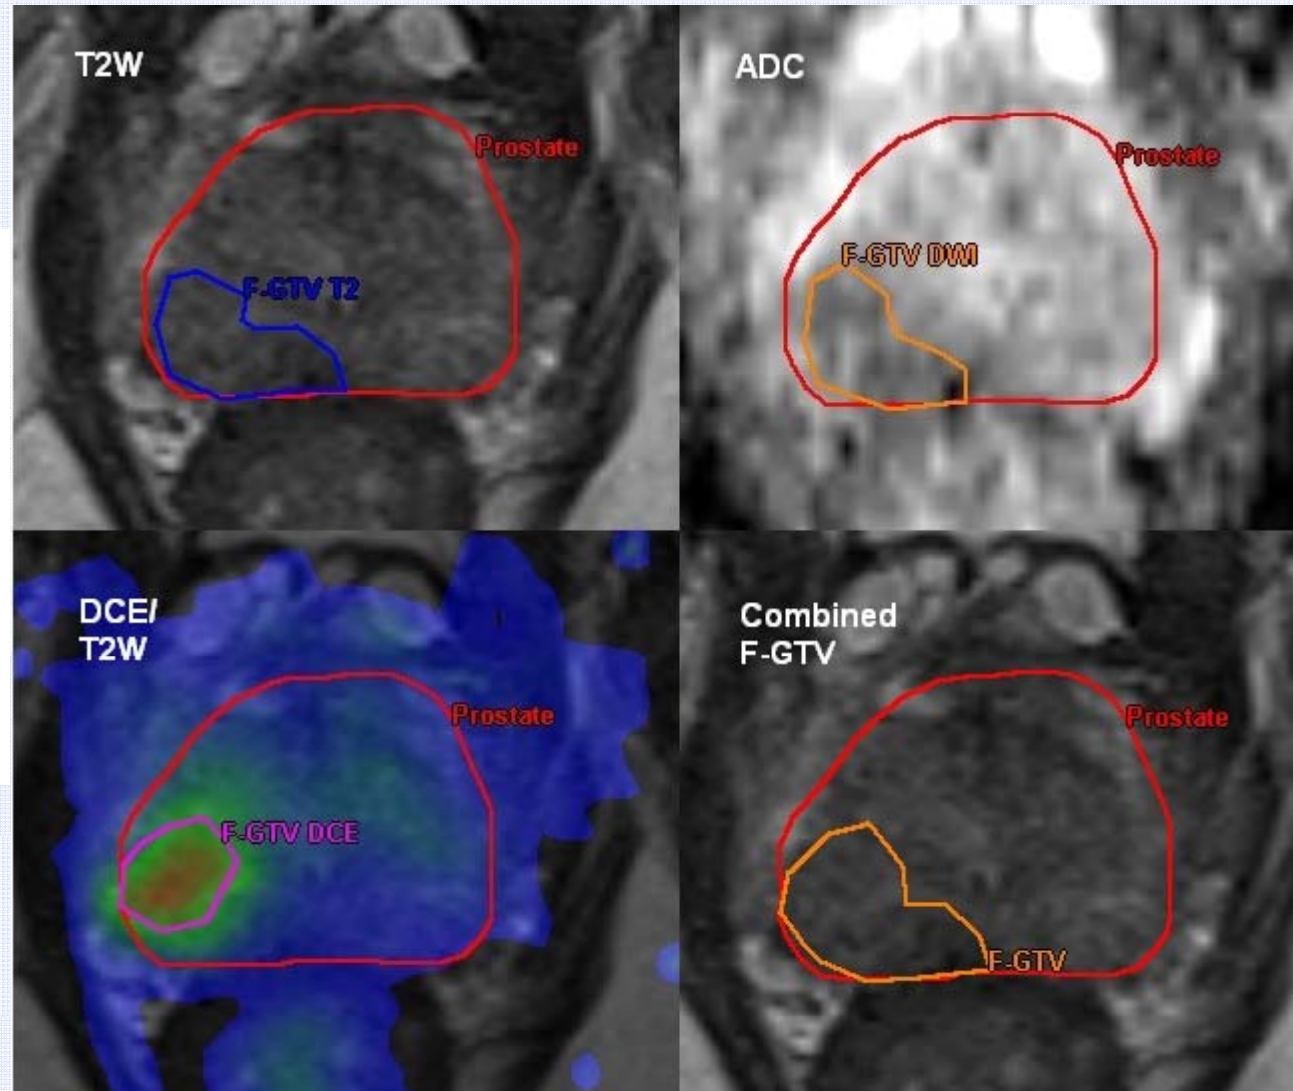 T2W
Prostate
F-GTV T2
ADC
Prostate
F-GTV DWI
DCE/
T2W
Prostate
F-GTV DCE
Combined
F-GTV
Prostate
F-GTV